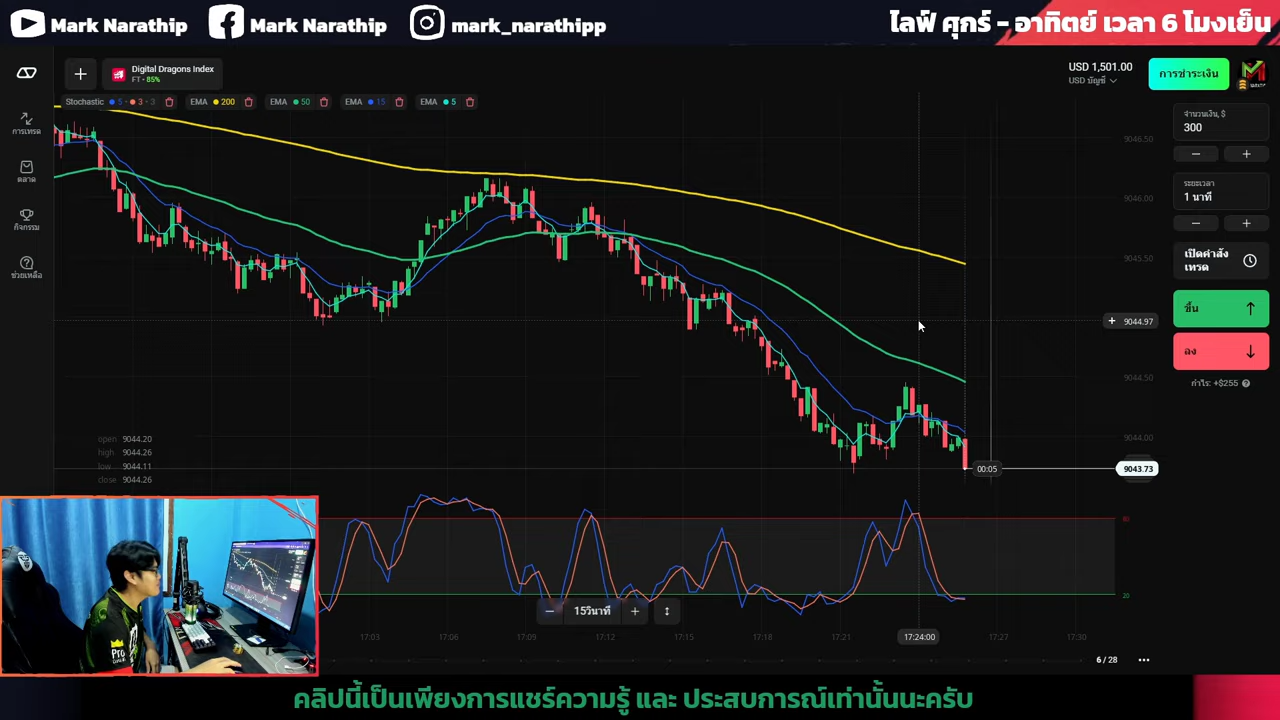 Mark Narathip
Mark Narathip
mark_narathipp
ไลฟ์ ศุกร์ - อาทิตย์ เวลา 6 โมงเย็น
Digital Dragons Index
FT • 85%
USD 1,501.00
USD บัญชี
การชำระเงิน
Stochastic 5 3 3
EMA 200
EMA 50
EMA 15
EMA 5
การเทรด
ตลาด
กิจกรรม
ช่วยเหลือ
จำนวนเงิน, $
300
ระยะเวลา
1 นาที
เปิดคำสั่ง
เทรด
ขึ้น
ลง
กำไร: +$255
9046.50
9046.00
9045.50
9044.97
9044.50
9044.00
9043.73
00:05
open 9044.20
high 9044.26
low 9044.11
close 9044.26
80
20
15วินาที
17:03
17:06
17:09
17:12
17:15
17:18
17:21
17:24:00
17:27
17:30
6 / 28
Pro
คลิปนี้เป็นเพียงการแชร์ความรู้ และ ประสบการณ์เท่านั้นนะครับ